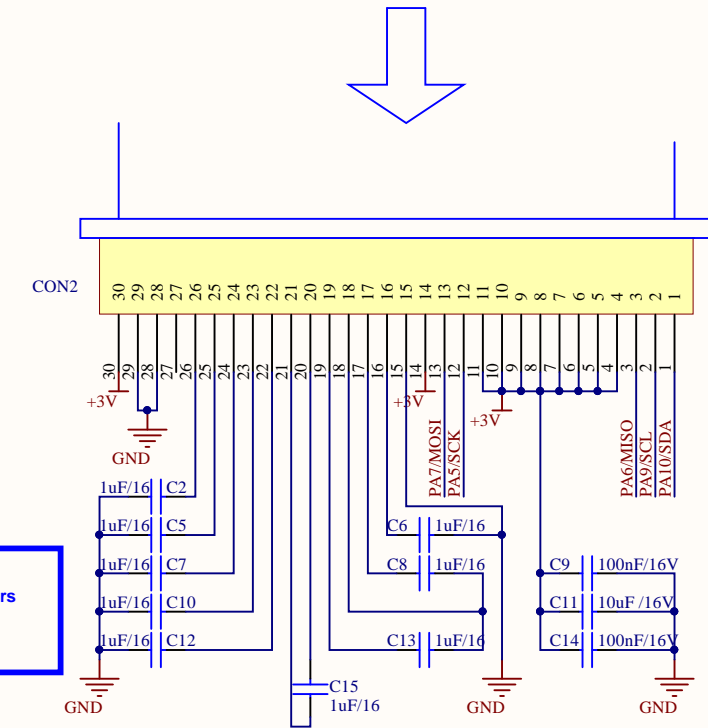 CON2
30 29 28 27 26 25 24 23 22 21 20 19 18 17 16 15 14 13 12 11 10 9 8 7 6 5 4 3 2 1
30 29 28 27 26 25 24 23 22 21 20 19 18 17 16 15 14 13 12 11 10 9 8 7 6 5 4 3 2 1
+3V
+3V
+3V
GND
PA7/MOSI
PA5/SCK
PA6/MISO
PA9/SCL
PA10/SDA
1uF/16 C2
1uF/16 C5
1uF/16 C7
1uF/16 C10
1uF/16 C12
C6 1uF/16
C8 1uF/16
C13 1uF/16
C9 100nF/16V
C11 10uF /16V
C14 100nF/16V
rs
C15
1uF/16
GND
GND
GND